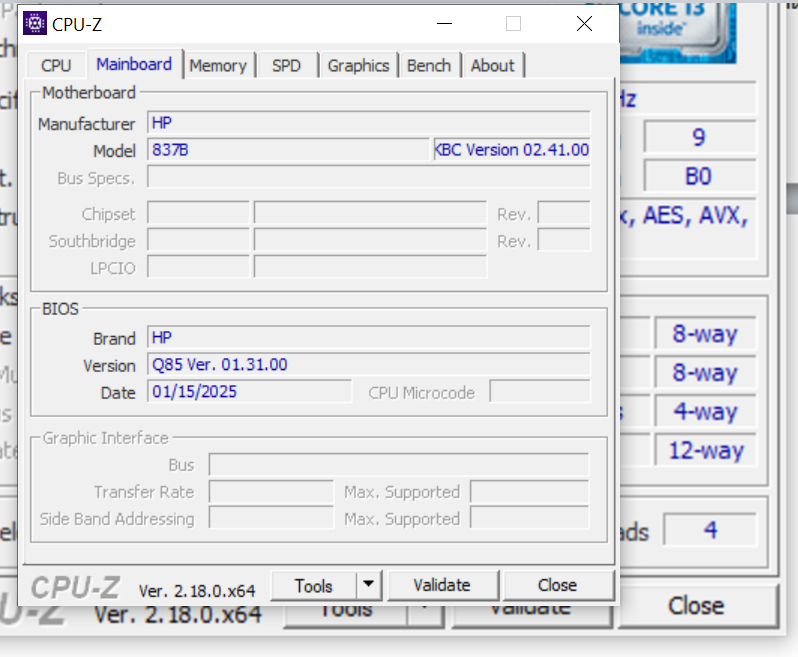 CPU-Z
CPU Mainboard Memory SPD Graphics Bench About
Motherboard
Manufacturer HP
Model 837B KBC Version 02.41.00
Bus Specs.
Chipset Rev.
Southbridge Rev.
LPCIO
BIOS
Brand HP
Version Q85 Ver. 01.31.00
Date 01/15/2025 CPU Microcode
Graphic Interface
Bus
Transfer Rate Max. Supported
Side Band Addressing Max. Supported
CPU-Z Ver. 2.18.0.x64 Tools Validate Close
CORE i3
inside
Hz
9
B0
x, AES, AVX,
8-way
8-way
4-way
12-way
ads 4
U-Z Ver. 2.18.0.x64 Tools Validate Close